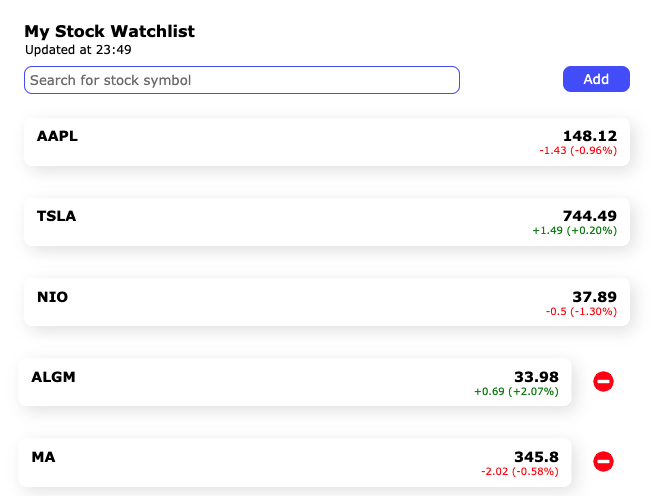 My Stock Watchlist
Updated at 23:49
Search for stock symbol
Add
AAPL
148.12
-1.43 (-0.96%)
TSLA
744.49
+1.49 (+0.20%)
NIO
37.89
-0.5 (-1.30%)
ALGM
33.98
+0.69 (+2.07%)
MA
345.8
-2.02 (-0.58%)